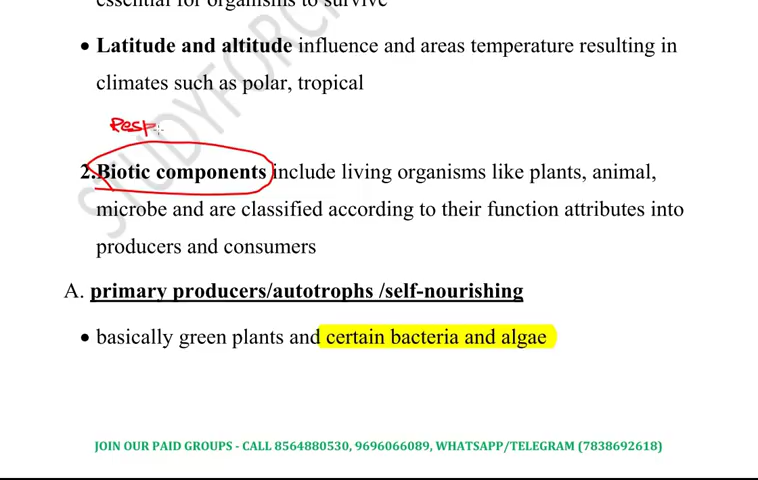 essential for organisms to survive
• Latitude and altitude influence and areas temperature resulting in
climates such as polar, tropical
Resp
2.Biotic components include living organisms like plants, animal,
microbe and are classified according to their function attributes into
producers and consumers
A. primary producers/autotrophs /self-nourishing
• basically green plants and certain bacteria and algae
JOIN OUR PAID GROUPS - CALL 8564880530, 9696066089, WHATSAPP/TELEGRAM (7838692618)